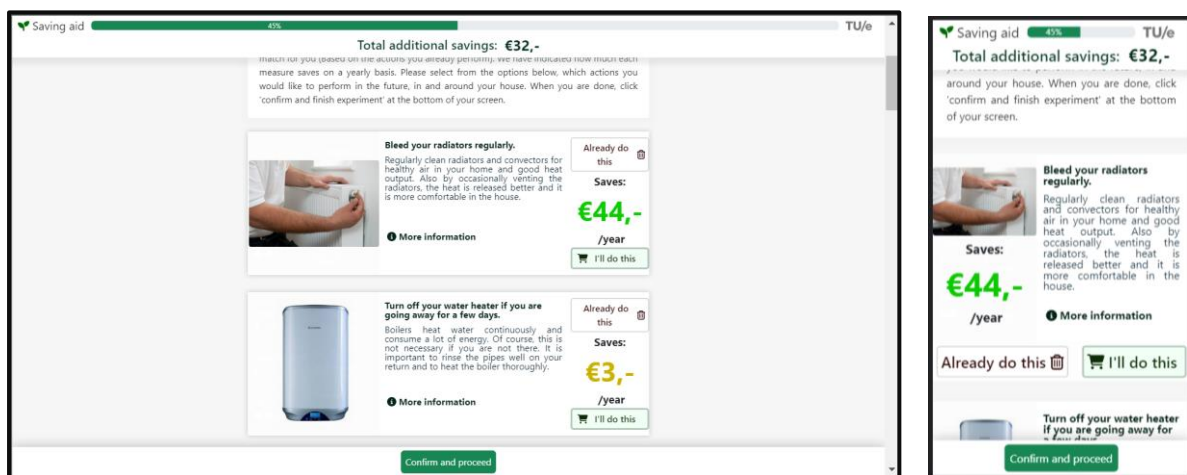 Saving aid 45% TU/e
Total additional savings: €32,-
match for you (based on the actions you already perform). We have indicated how much each
measure saves on a yearly basis. Please select from the options below, which actions you
would like to perform in the future, in and around your house. When you are done, click
'confirm and finish experiment' at the bottom of your screen.
Bleed your radiators regularly.
Regularly clean radiators and convectors for
healthy air in your home and good heat
output. Also by occasionally venting the
radiators, the heat is released better and it
is more comfortable in the house.
More information
Already do
this
Saves:
€44,-
/year
I'll do this
Turn off your water heater if you are
going away for a few days.
Boilers heat water continuously and
consume a lot of energy. Of course, this is
not necessary if you are not there. It is
important to rinse the pipes well on your
return and to heat the boiler thoroughly.
More information
Already do
this
Saves:
€3,-
/year
I'll do this
Confirm and proceed
Saving aid 45% TU/e
Total additional savings: €32,-
you would like to perform in the future, in and
around your house. When you are done, click
'confirm and finish experiment' at the bottom
of your screen.
Bleed your radiators
regularly.
Regularly clean radiators
and convectors for healthy
air in your home and good
heat output. Also by
occasionally venting the
radiators, the heat is
released better and it is
more comfortable in the
house.
More information
Saves:
€44,-
/year
Already do this
I'll do this
Turn off your water heater
if you are going away for
a few days.
Confirm and proceed